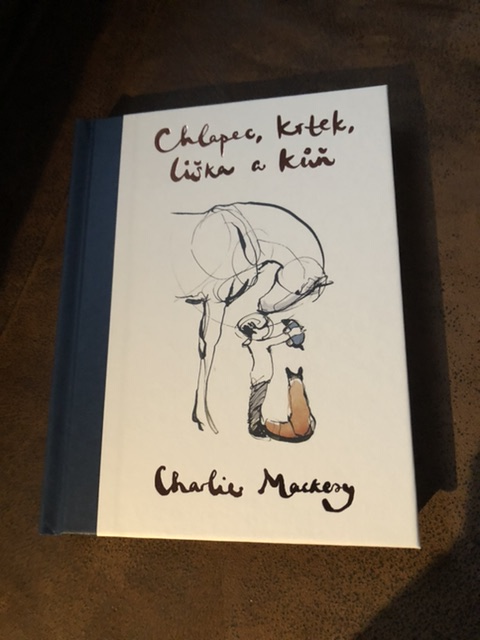 Chlapec, krtek,
liška a kůň
Charlie Mackesy